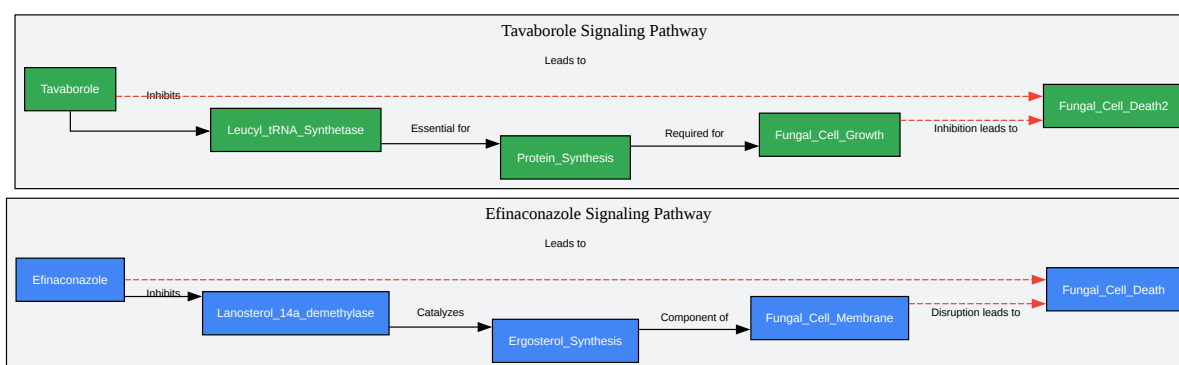 Tavaborole Signaling Pathway
Leads to
Tavaborole
Inhibits
Leucyl_tRNA_Synthetase
Essential for
Protein_Synthesis
Required for
Fungal_Cell_Growth
Inhibition leads to
Fungal_Cell_Death2
Efinaconazole Signaling Pathway
Leads to
Efinaconazole
Inhibits
Lanosterol_14a_demethylase
Catalyzes
Ergosterol_Synthesis
Component of
Fungal_Cell_Membrane
Disruption leads to
Fungal_Cell_Death